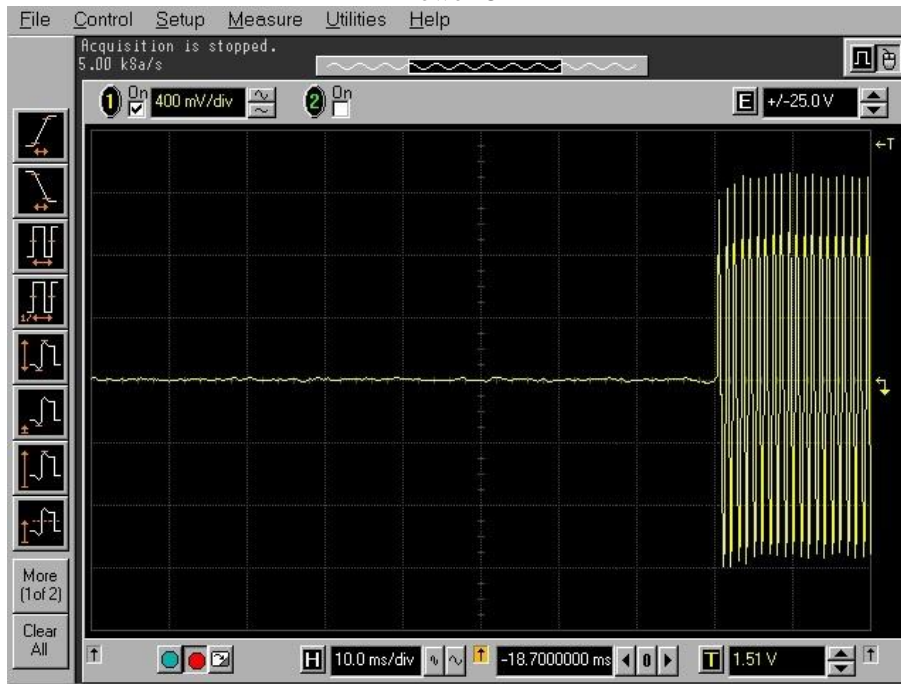 File Control Setup Measure Utilities Help
Acquisition is stopped.
5.00 kSa/s
1 On 400 mV/div 2 On E +/-25.0 V
←T
1/
More
(1of 2)
Clear
All
H 10.0 ms/div -18.7000000 ms 0 T 1.51 V